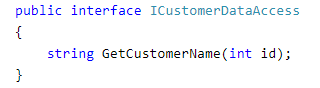 public interface ICustomerDataAccess
{
    string GetCustomerName(int id);
}